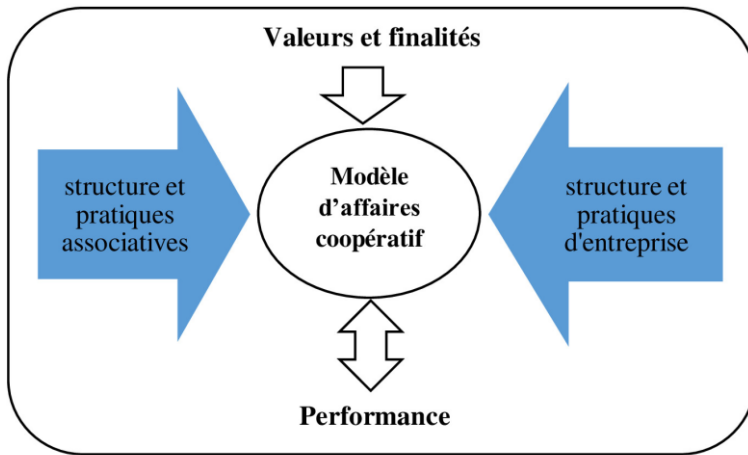 Valeurs et finalités
structure et
pratiques
associatives
Modèle
d'affaires
coopératif
structure et
pratiques
d'entreprise
Performance